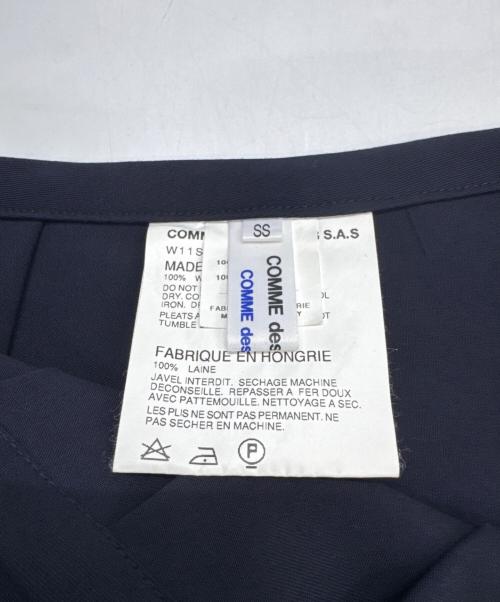 SS
COMME des
COMME des
S.A.S
W11S
MADE
100% W
DO NOT
DRY. CO
IRON. D
PLEATS
TUMBLE
FABRIQUE EN HONGRIE
100% LAINE
JAVEL INTERDIT. SECHAGE MACHINE
DECONSEILLE. REPASSER A FER DOUX
AVEC PATTEMOUILLE. NETTOYAGE A SEC.
LES PLIS NE SONT PAS PERMANENT. NE
PAS SECHER EN MACHINE.
P